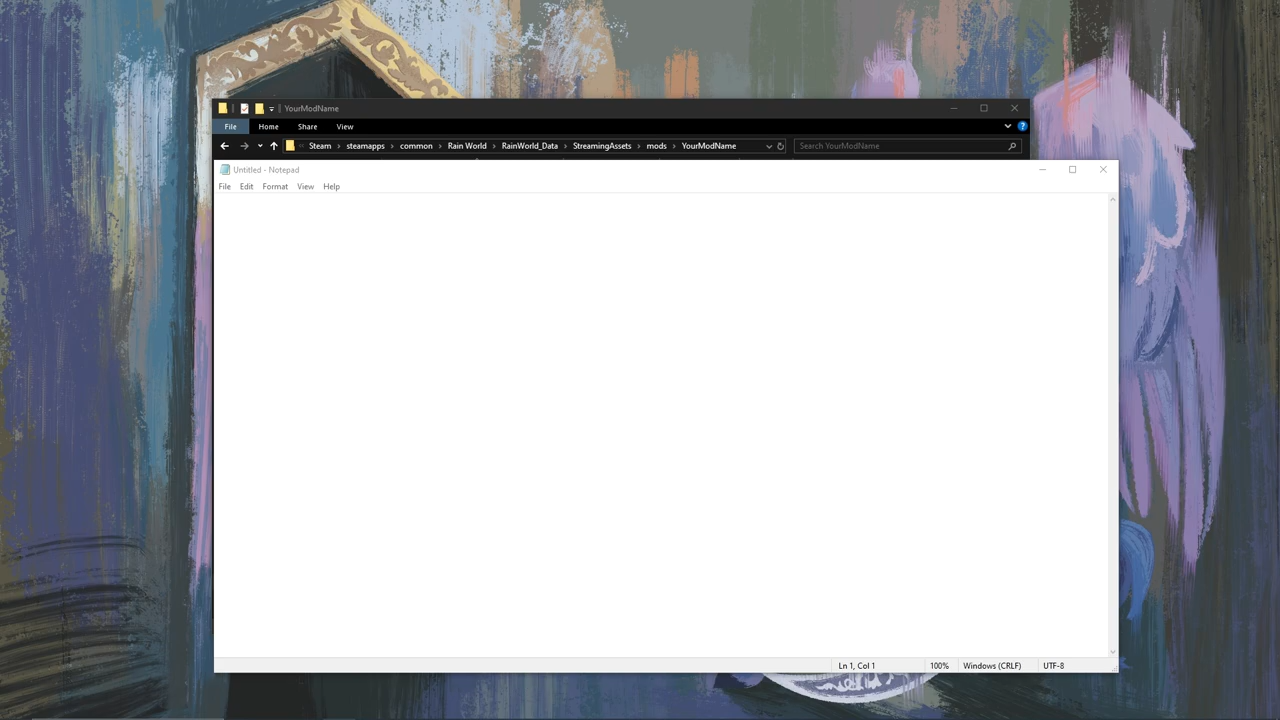 YourModName
File Home Share View
Steam steamapps common Rain World RainWorld_Data StreamingAssets mods YourModName Search YourModName
Untitled - Notepad
File Edit Format View Help
Ln 1, Col 1 100% Windows (CRLF) UTF-8